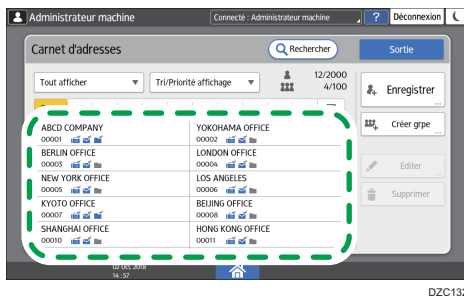 Administrateur machine
Connecté : Administrateur machine
?
Déconnexion
Carnet d'adresses
Rechercher
Sortie
Tout afficher
Tri/Priorité affichage
12/2000
4/100
Enregistrer
Créer grpe
Éditer
Supprimer
ABCD COMPANY
00001
YOKOHAMA OFFICE
00002
BERLIN OFFICE
00003
LONDON OFFICE
00004
NEW YORK OFFICE
00005
LOS ANGELES
00006
KYOTO OFFICE
00007
BEIJING OFFICE
00008
SHANGHAI OFFICE
00010
HONG KONG OFFICE
00011
02 Oct. 2018
14 : 57
DZC132